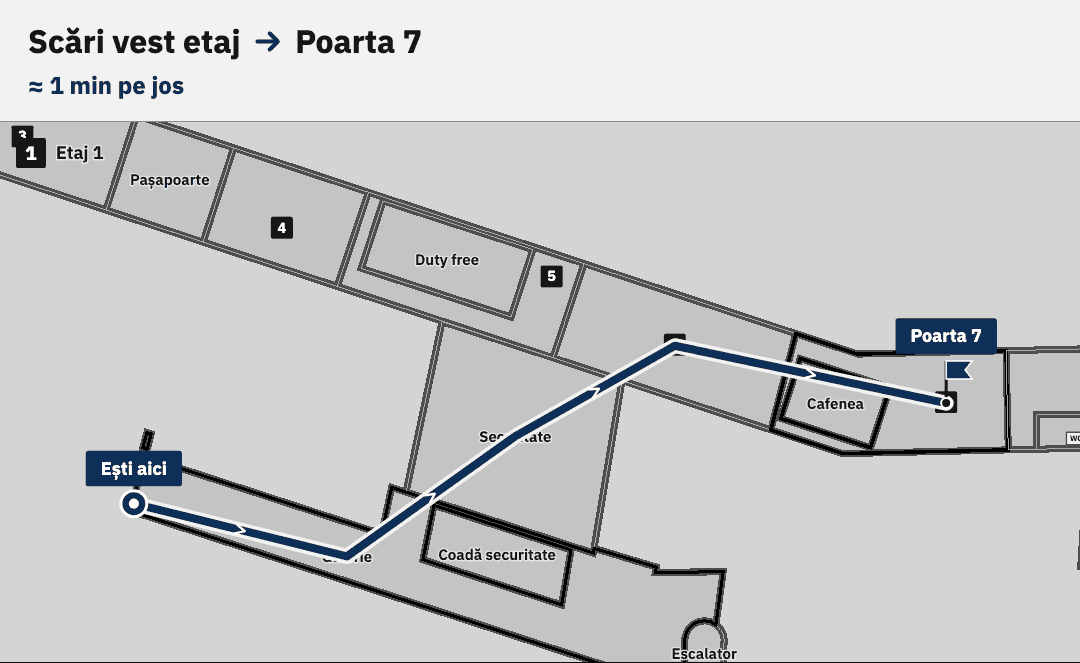 Scări vest etaj → Poarta 7
≈ 1 min pe jos
3
1 Etaj 1
Pașapoarte
4
Duty free
5
Poarta 7
Cafenea
Ești aici
Coadă securitate
Escalator